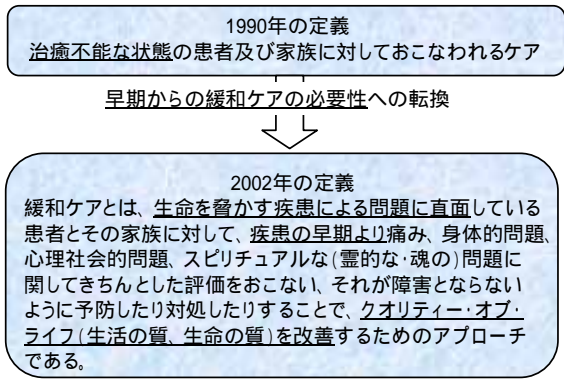 1990年の定義
治癒不能な状態の患者及び家族に対しておこなわれるケア
早期からの緩和ケアの必要性への転換
2002年の定義
緩和ケアとは、生命を脅かす疾患による問題に直面している
患者とその家族に対して、疾患の早期より痛み、身体的問題、
心理社会的問題、スピリチュアルな(霊的な・魂の)問題に
関してきちんとした評価をおこない、それが障害とならない
ように予防したり対処したりすることで、クオリティー・オブ・
ライフ(生活の質、生命の質)を改善するためのアプローチ
である。